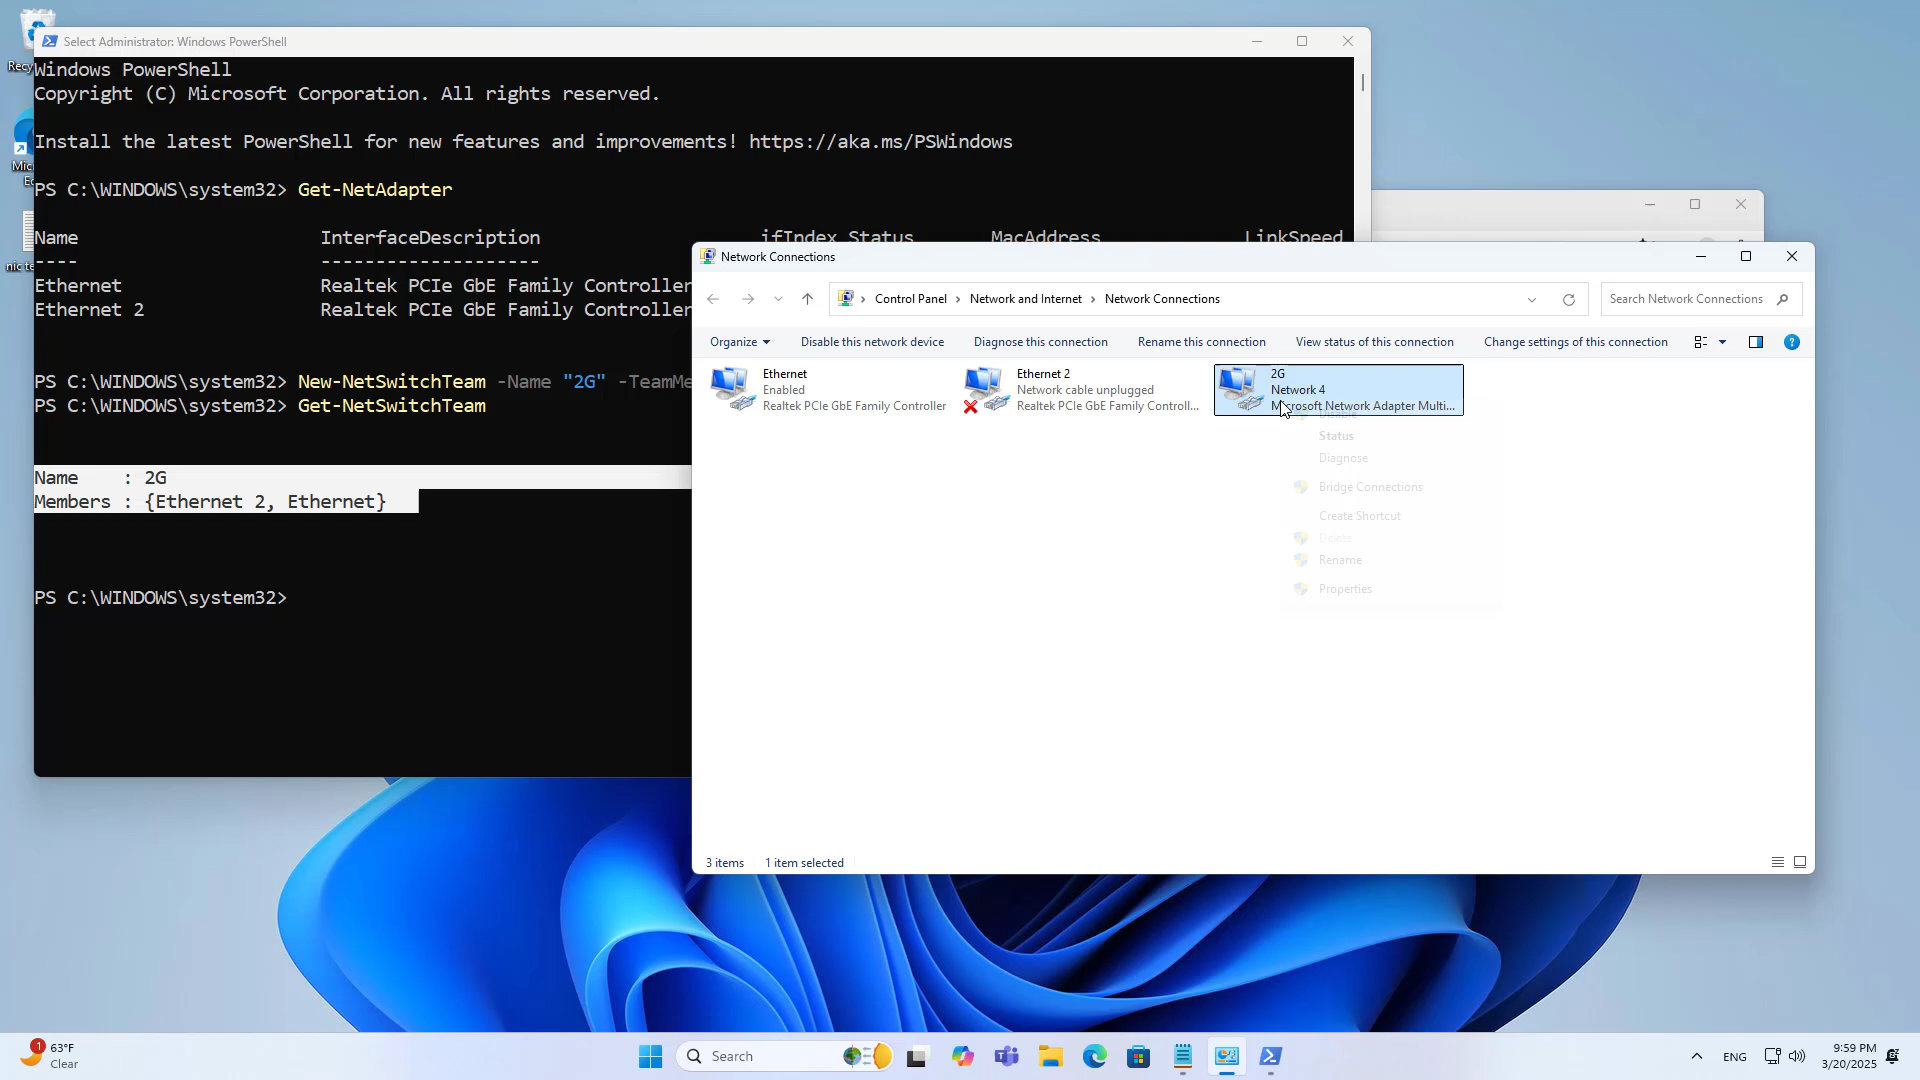 Select Administrator: Windows PowerShell
Windows PowerShell
Copyright (C) Microsoft Corporation. All rights reserved.
Install the latest PowerShell for new features and improvements! https://aka.ms/PSWindows
PS C:\WINDOWS\system32> Get-NetAdapter
Name InterfaceDescription ifIndex Status MacAddress LinkSpeed
---- --------------------
Ethernet Realtek PCIe GbE Family Controller
Ethernet 2 Realtek PCIe GbE Family Controller
PS C:\WINDOWS\system32> New-NetSwitchTeam -Name "2G" -TeamMe
PS C:\WINDOWS\system32> Get-NetSwitchTeam
Name : 2G
Members : {Ethernet 2, Ethernet}
PS C:\WINDOWS\system32>
Network Connections
Control Panel > Network and Internet > Network Connections
Search Network Connections
Organize
Disable this network device
Diagnose this connection
Rename this connection
View status of this connection
Change settings of this connection
Ethernet
Enabled
Realtek PCIe GbE Family Controller
Ethernet 2
Network cable unplugged
Realtek PCIe GbE Family Controll...
2G
Network 4
Microsoft Network Adapter Multi...
Disable
Status
Diagnose
Bridge Connections
Create Shortcut
Delete
Rename
Properties
3 items
1 item selected
63°F
Clear
1
Search
ENG
9:59 PM
3/20/2025